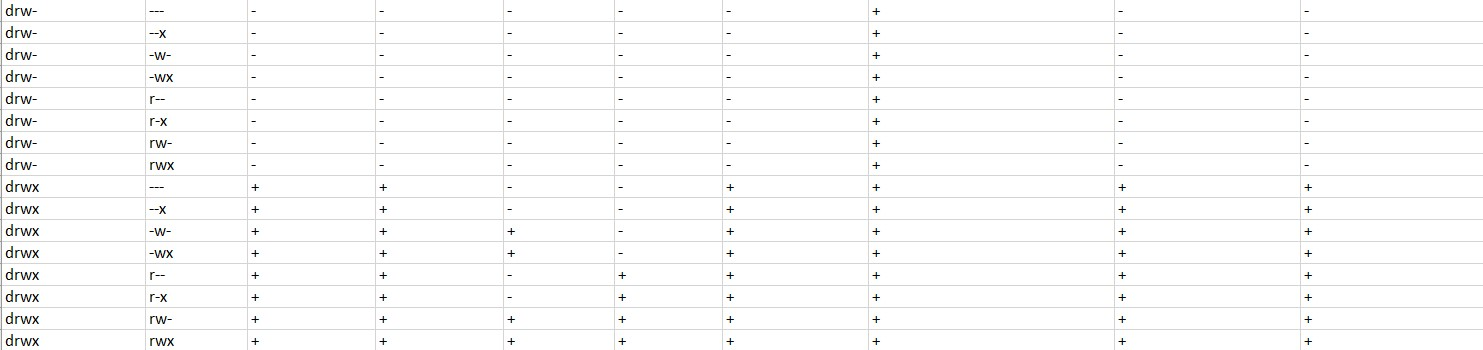 drw- --- - - - - - + - -
drw- --x - - - - - + - -
drw- -w- - - - - - + - -
drw- -wx - - - - - + - -
drw- r-- - - - - - + - -
drw- r-x - - - - - + - -
drw- rw- - - - - - + - -
drw- rwx - - - - - + - -
drwx --- + + - - + + + +
drwx --x + + - - + + + +
drwx -w- + + + - + + + +
drwx -wx + + + - + + + +
drwx r-- + + - + + + + +
drwx r-x + + - + + + + +
drwx rw- + + + + + + + +
drwx rwx + + + + + + + +